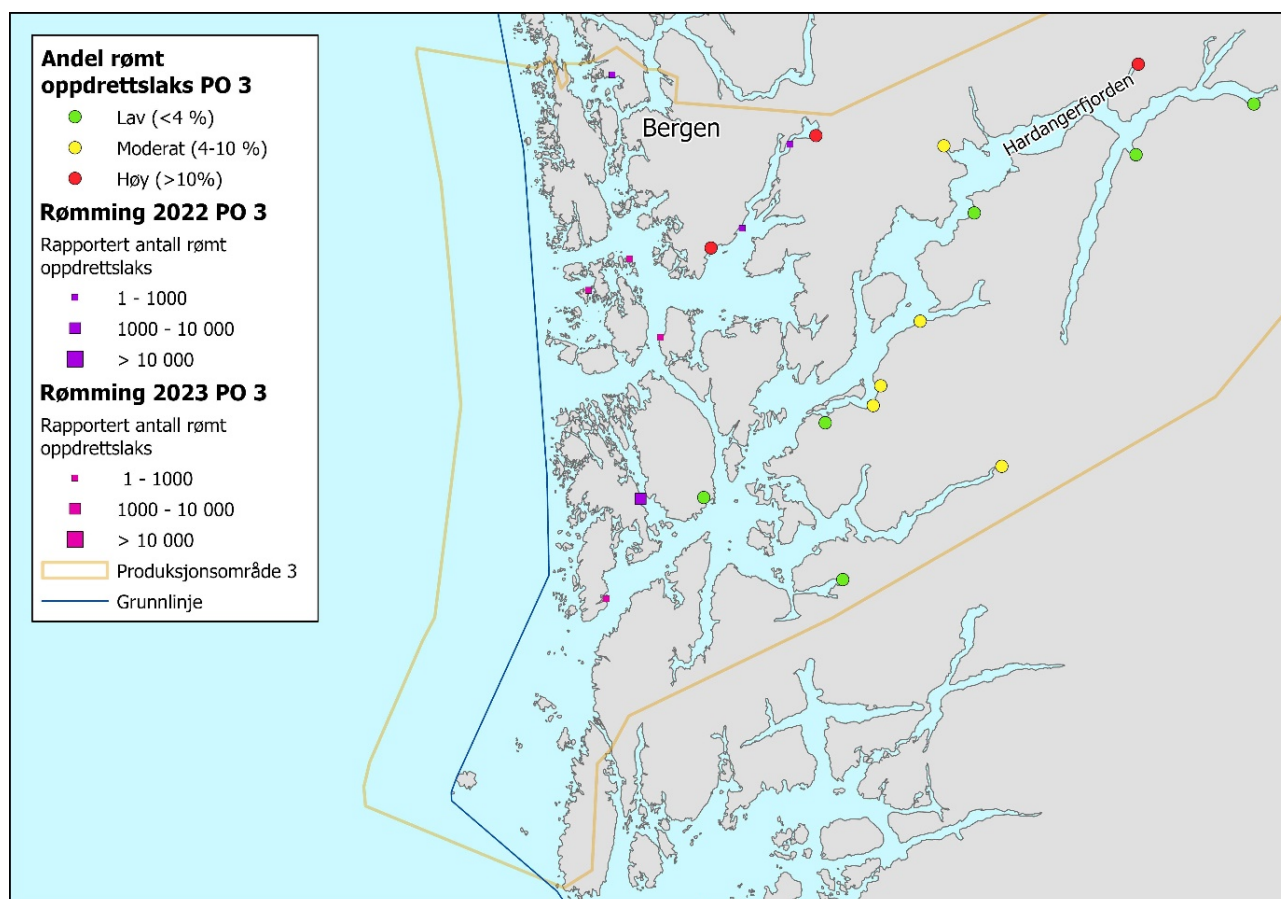 Andel rømt
oppdrettslaks PO 3
Lav (<4 %)
Moderat (4-10 %)
Høy (>10%)
Rømming 2022 PO 3
Rapportert antall rømt
oppdrettslaks
1 - 1000
1000 - 10 000
> 10 000
Rømming 2023 PO 3
Rapportert antall rømt
oppdrettslaks
1 - 1000
1000 - 10 000
> 10 000
Produksjonsområde 3
Grunnlinje
Bergen
Hardangerfjorden